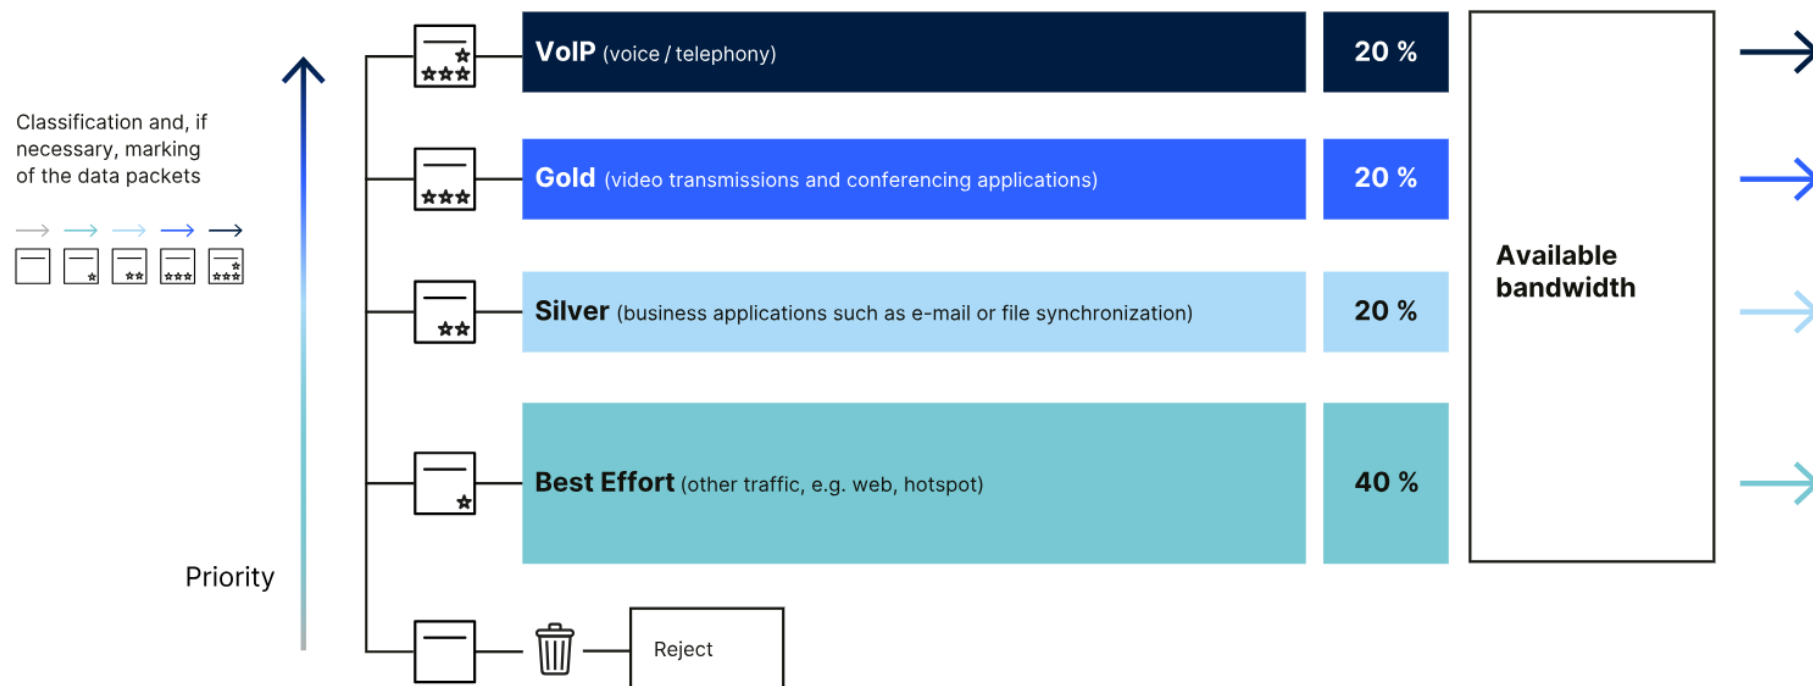 Classification and, if
necessary, marking
of the data packets
Priority
VoIP (voice / telephony)
20 %
Gold (video transmissions and conferencing applications)
20 %
Silver (business applications such as e-mail or file synchronization)
20 %
Best Effort (other traffic, e.g. web, hotspot)
40 %
Available
bandwidth
Reject